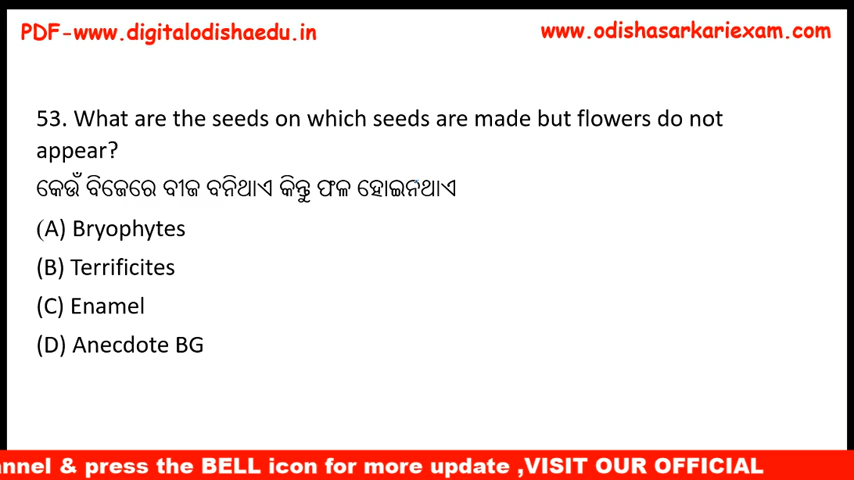 PDF-www.digitalodishaedu.in
www.odishasarkariexam.com
53. What are the seeds on which seeds are made but flowers do not
appear?
କେଉଁ ବିଜେରେ ବୀଜ ବନିଥାଏ କିନ୍ତୁ ଫଳ ହୋଇନଥାଏ
(A) Bryophytes
(B) Terrificites
(C) Enamel
(D) Anecdote BG
annel & press the BELL icon for more update ,VISIT OUR OFFICIAL